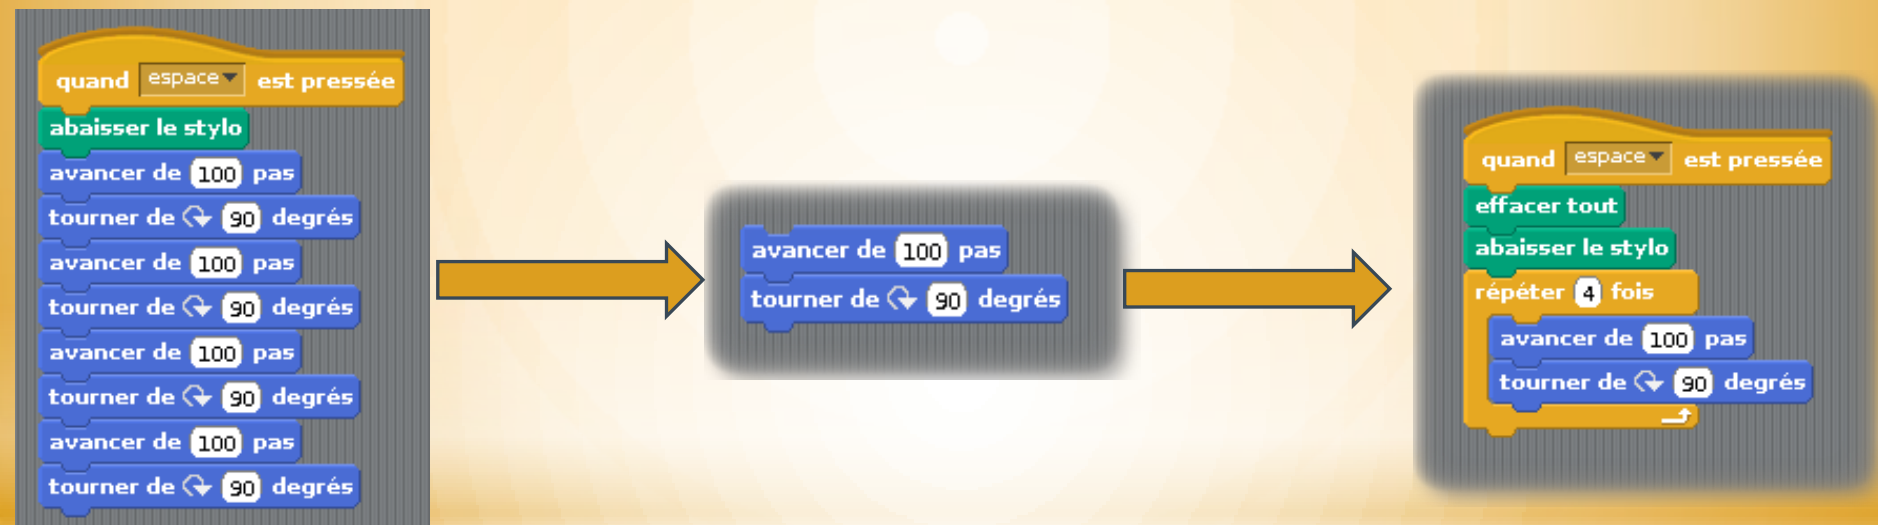 quand espace est pressée
abaisser le stylo
avancer de 100 pas
tourner de 90 degrés
avancer de 100 pas
tourner de 90 degrés
avancer de 100 pas
tourner de 90 degrés
avancer de 100 pas
tourner de 90 degrés
avancer de 100 pas
tourner de 90 degrés
quand espace est pressée
effacer tout
abaisser le stylo
répéter 4 fois
avancer de 100 pas
tourner de 90 degrés